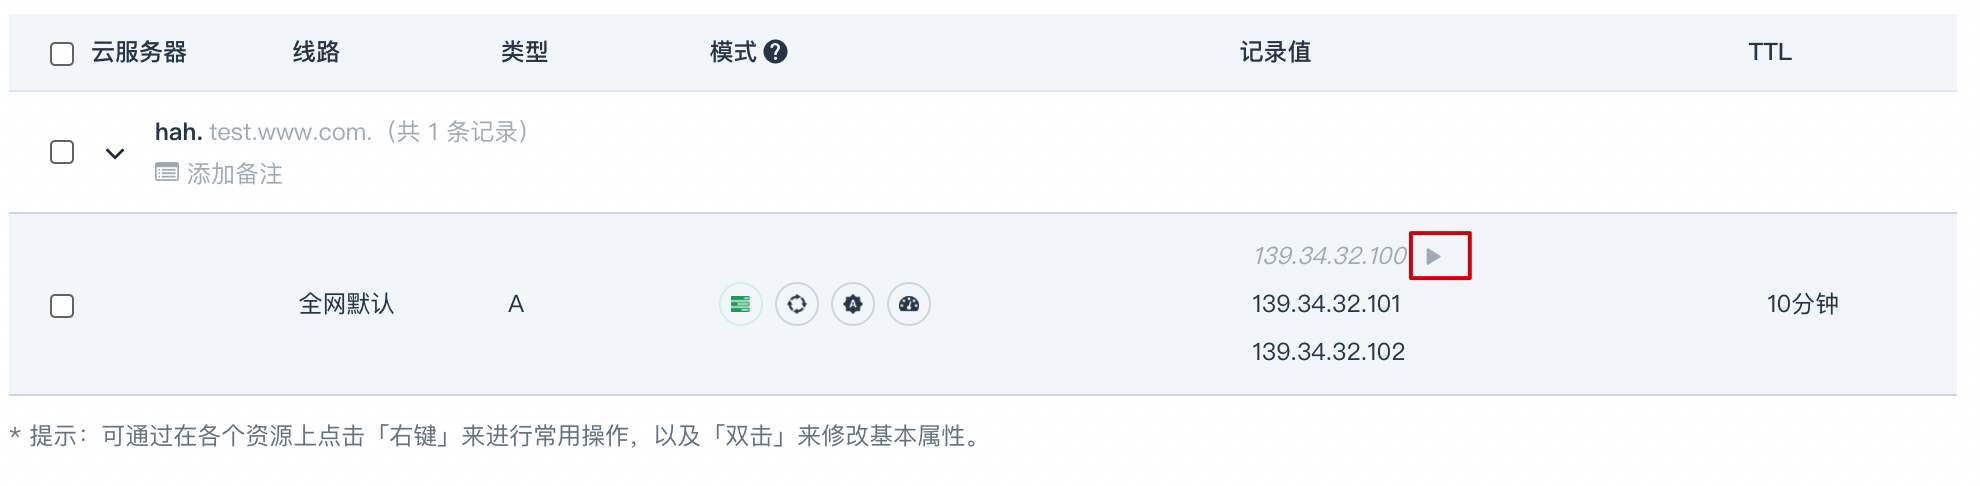 云服务器 线路 类型 模式 记录值 TTL
hah. test.www.com.（共 1 条记录）
添加备注
139.34.32.100
全网默认 A 139.34.32.101 10分钟
139.34.32.102
* 提示：可通过在各个资源上点击「右键」来进行常用操作，以及「双击」来修改基本属性。